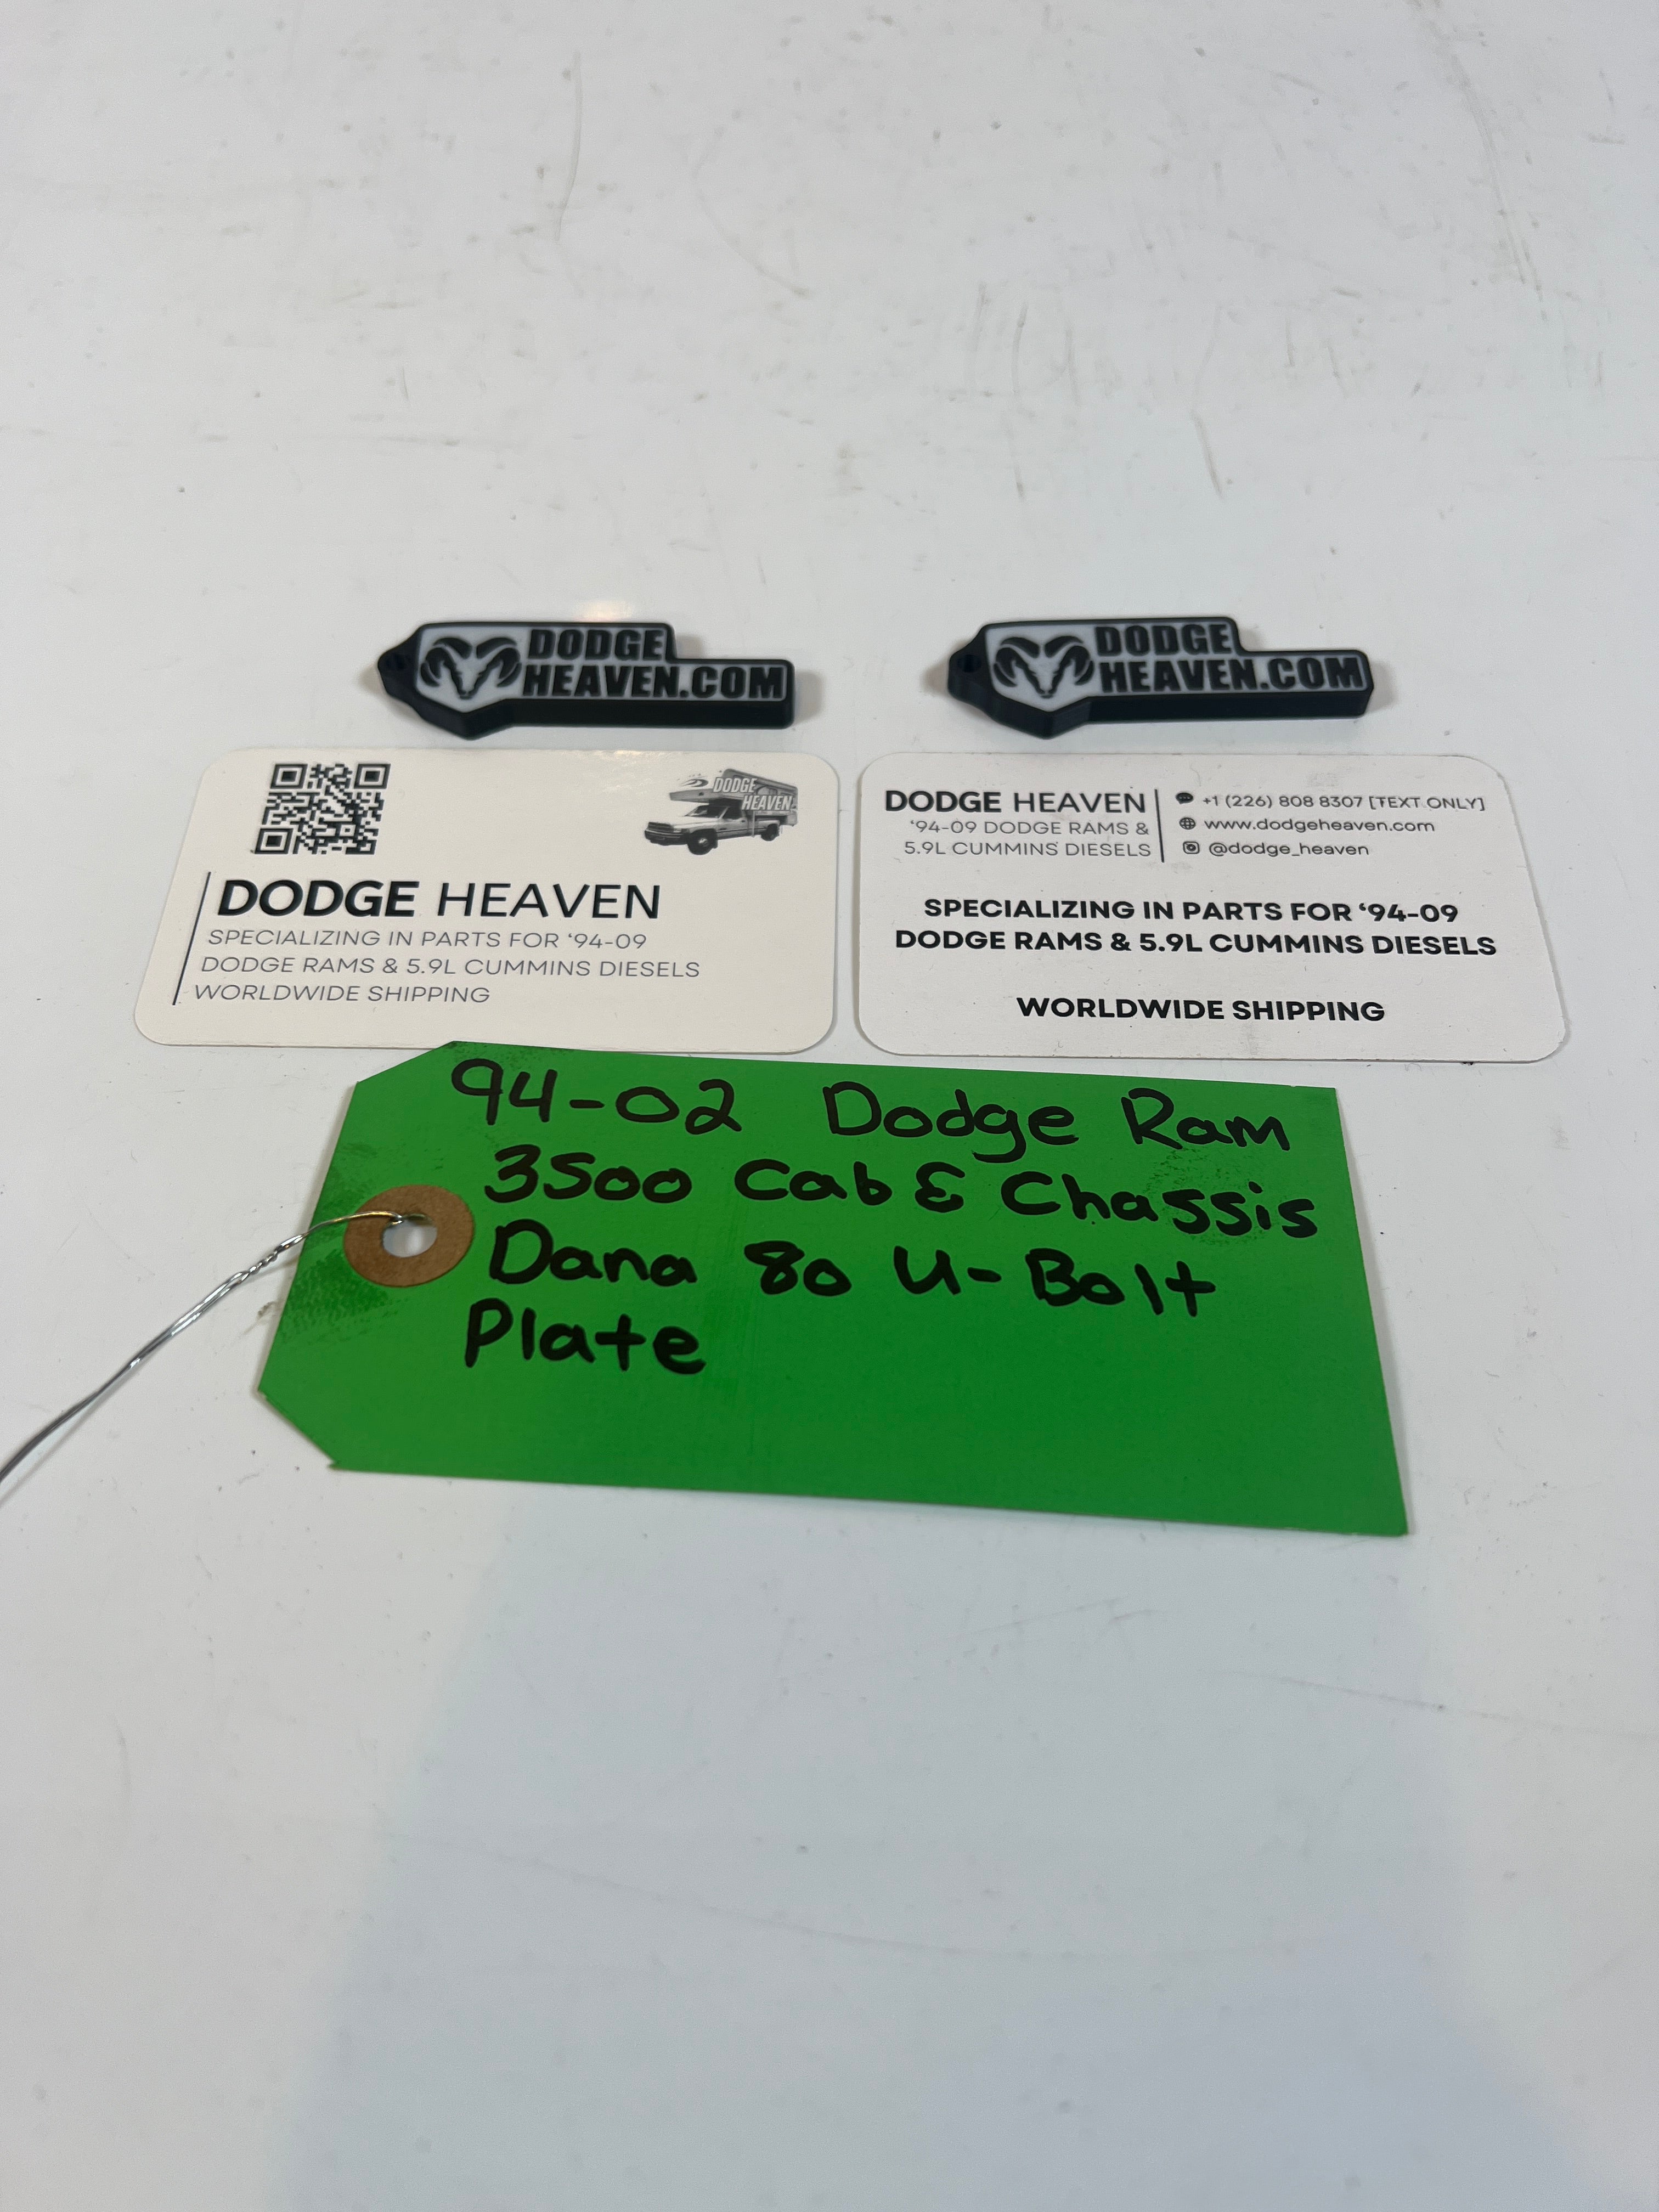 DODGE
HEAVEN.COM
DODGE
HEAVEN.COM
DODGE
HEAVEN
DODGE HEAVEN
SPECIALIZING IN PARTS FOR ‘94-09
DODGE RAMS & 5.9L CUMMINS DIESELS
WORLDWIDE SHIPPING
DODGE HEAVEN
‘94-09 DODGE RAMS &
5.9L CUMMINS DIESELS
+1 (226) 808 8307 [TEXT ONLY]
www.dodgeheaven.com
@dodge_heaven
SPECIALIZING IN PARTS FOR ‘94-09
DODGE RAMS & 5.9L CUMMINS DIESELS
WORLDWIDE SHIPPING
94-02 Dodge Ram
3500 Cab & Chassis
Dana 80 U-Bolt
Plate